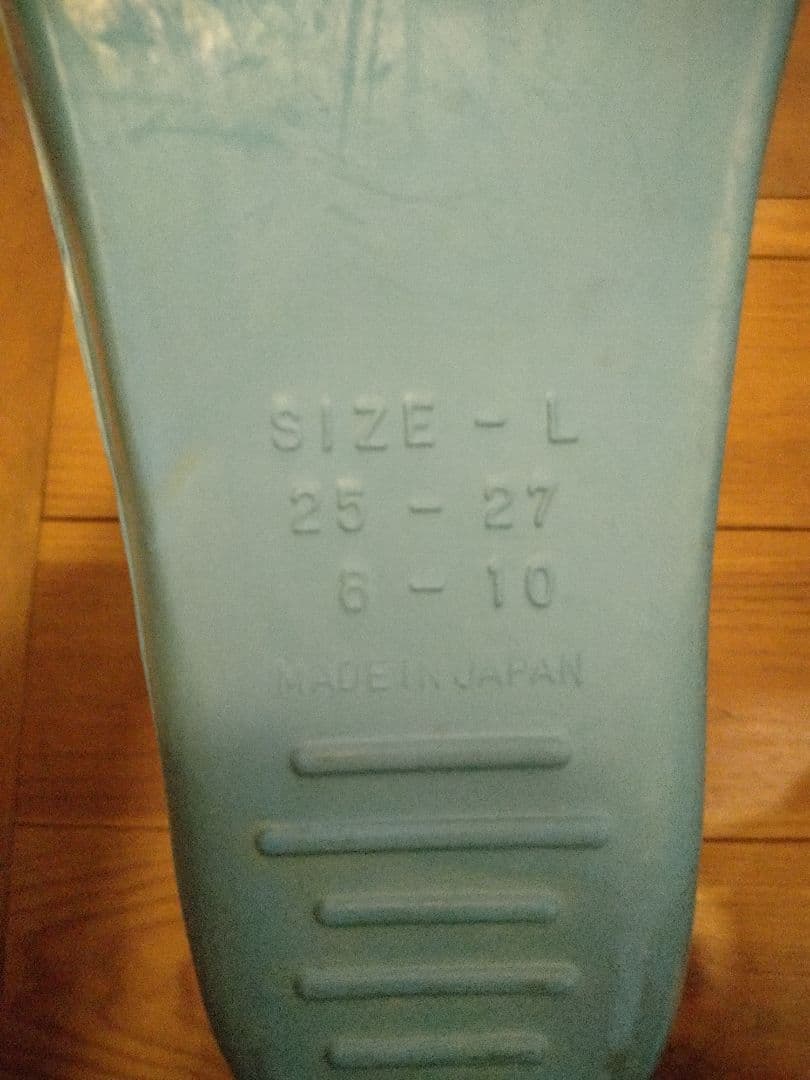 SIZE - L
25 - 27
6 - 10
MADE IN JAPAN